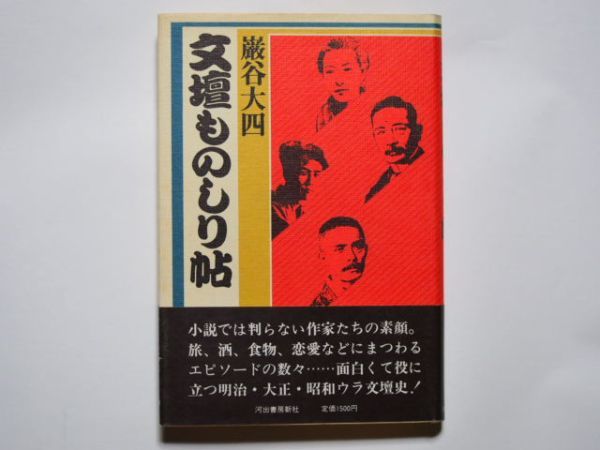 巖谷大四
文壇ものしり帖
小説では判らない作家たちの素顔。
旅、酒、食物、恋愛などにまつわる
エピソードの数々……面白くて役に
立つ明治・大正・昭和ウラ文壇史!
河出書房新社 定価1500円